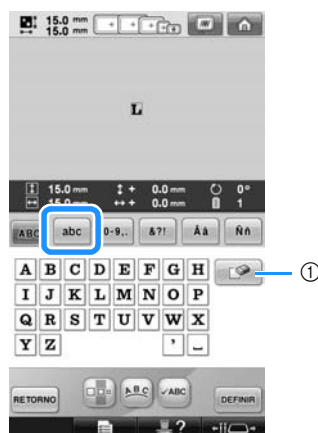 15.0 mm
15.0 mm
L
15.0 mm + 0.0 mm 0°
15.0 mm + 0.0 mm 1
ABC abc 0-9,. &?! Åâ Ññ
A B C D E F G H
①
I J K L M N O P
Q R S T U V W X
Y Z ' _
RETORNO ABC ✓ABC DEFINIR
?